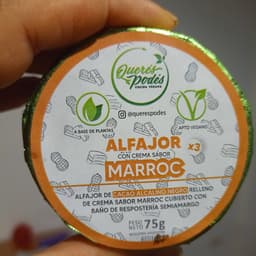 Querés
Podés
COCINA VEGANA
@querespodes
A BASE DE PLANTAS
APTO VEGANO
ALFAJOR x3
CON CREMA SABOR
MARROC
ALFAJOR DE CACAO ALCALINO NEGRO RELLENO
DE CREMA SABOR MARROC CUBIERTO CON
BAÑO DE RESPOSTERÍA SEMIAMARGO
PESO
NETO 75g